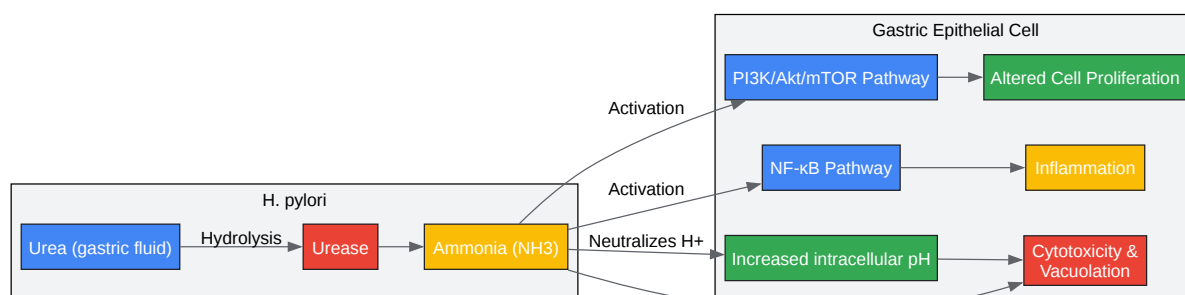 Gastric Epithelial Cell
PI3K/Akt/mTOR Pathway
Altered Cell Proliferation
Activation
NF-κB Pathway
Inflammation
Activation
H. pylori
Urea (gastric fluid)
Hydrolysis
Urease
Ammonia (NH3)
Neutralizes H+
Increased intracellular pH
Cytotoxicity &
Vacuolation